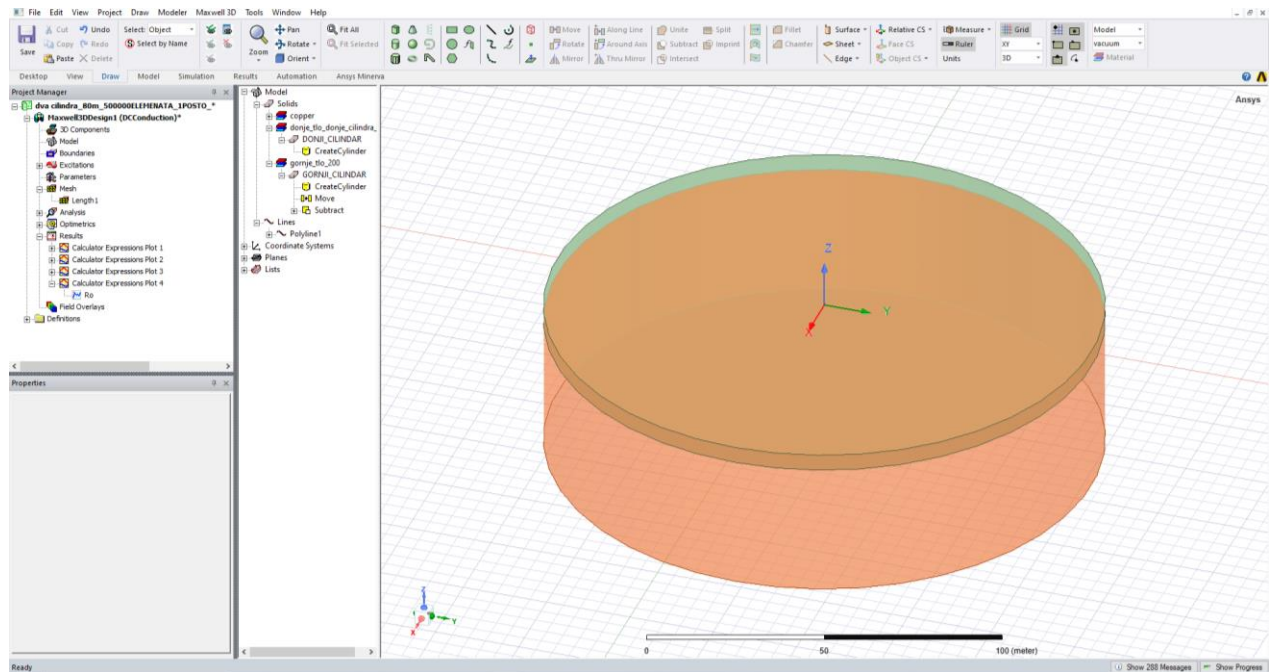 File Edit View Project Draw Modeler Maxwell 3D Tools Window Help
Save
Cut Undo Select: Object
Copy Redo Select by Name
Paste Delete
Zoom
Pan
Rotate
Orient
Fit All
Fit Selected
Move Along Line Unite Split
Rotate Around Axis Subtract Imprint
Mirror Thru Mirror Intersect
Fillet
Chamfer
Surface
Sheet
Edge
Relative CS
Face CS
Object CS
Measure
Ruler
Units
Grid
XY
3D
Model
vacuum
Material
Desktop View Draw Model Simulation Results Automation Ansys Minerva
Project Manager
dva cilindra_80m_500000ELEMENATA_1POSTO_*
Maxwell3DDesign1 (DCConduction)*
3D Components
Model
Boundaries
Excitations
Parameters
Mesh
Length1
Analysis
Optimetrics
Results
Calculator Expressions Plot 1
Calculator Expressions Plot 2
Calculator Expressions Plot 3
Calculator Expressions Plot 4
Ro
Field Overlays
Definitions
Properties
Model
Solids
copper
donje_tlo_donje_cilindra_
DONJI_CILINDAR
CreateCylinder
gornje_tlo_200
GORNJI_CILINDAR
CreateCylinder
Move
Subtract
Lines
Polyline1
Coordinate Systems
Planes
Lists
Ansys
Z
Y
X
Z
Y
X
0 50 100 (meter)
Ready
Show 288 Messages Show Progress